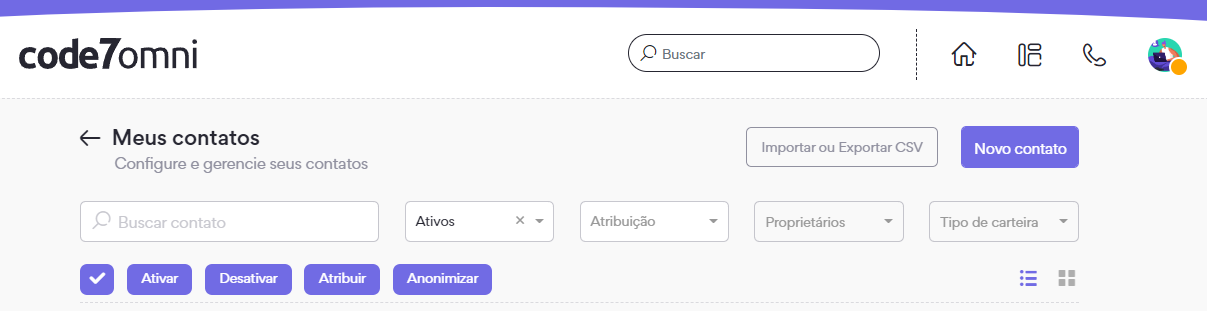 code7omni
Buscar
Meus contatos
Configure e gerencie seus contatos
Importar ou Exportar CSV
Novo contato
Buscar contato
Ativos
Atribuição
Proprietários
Tipo de carteira
Ativar
Desativar
Atribuir
Anonimizar